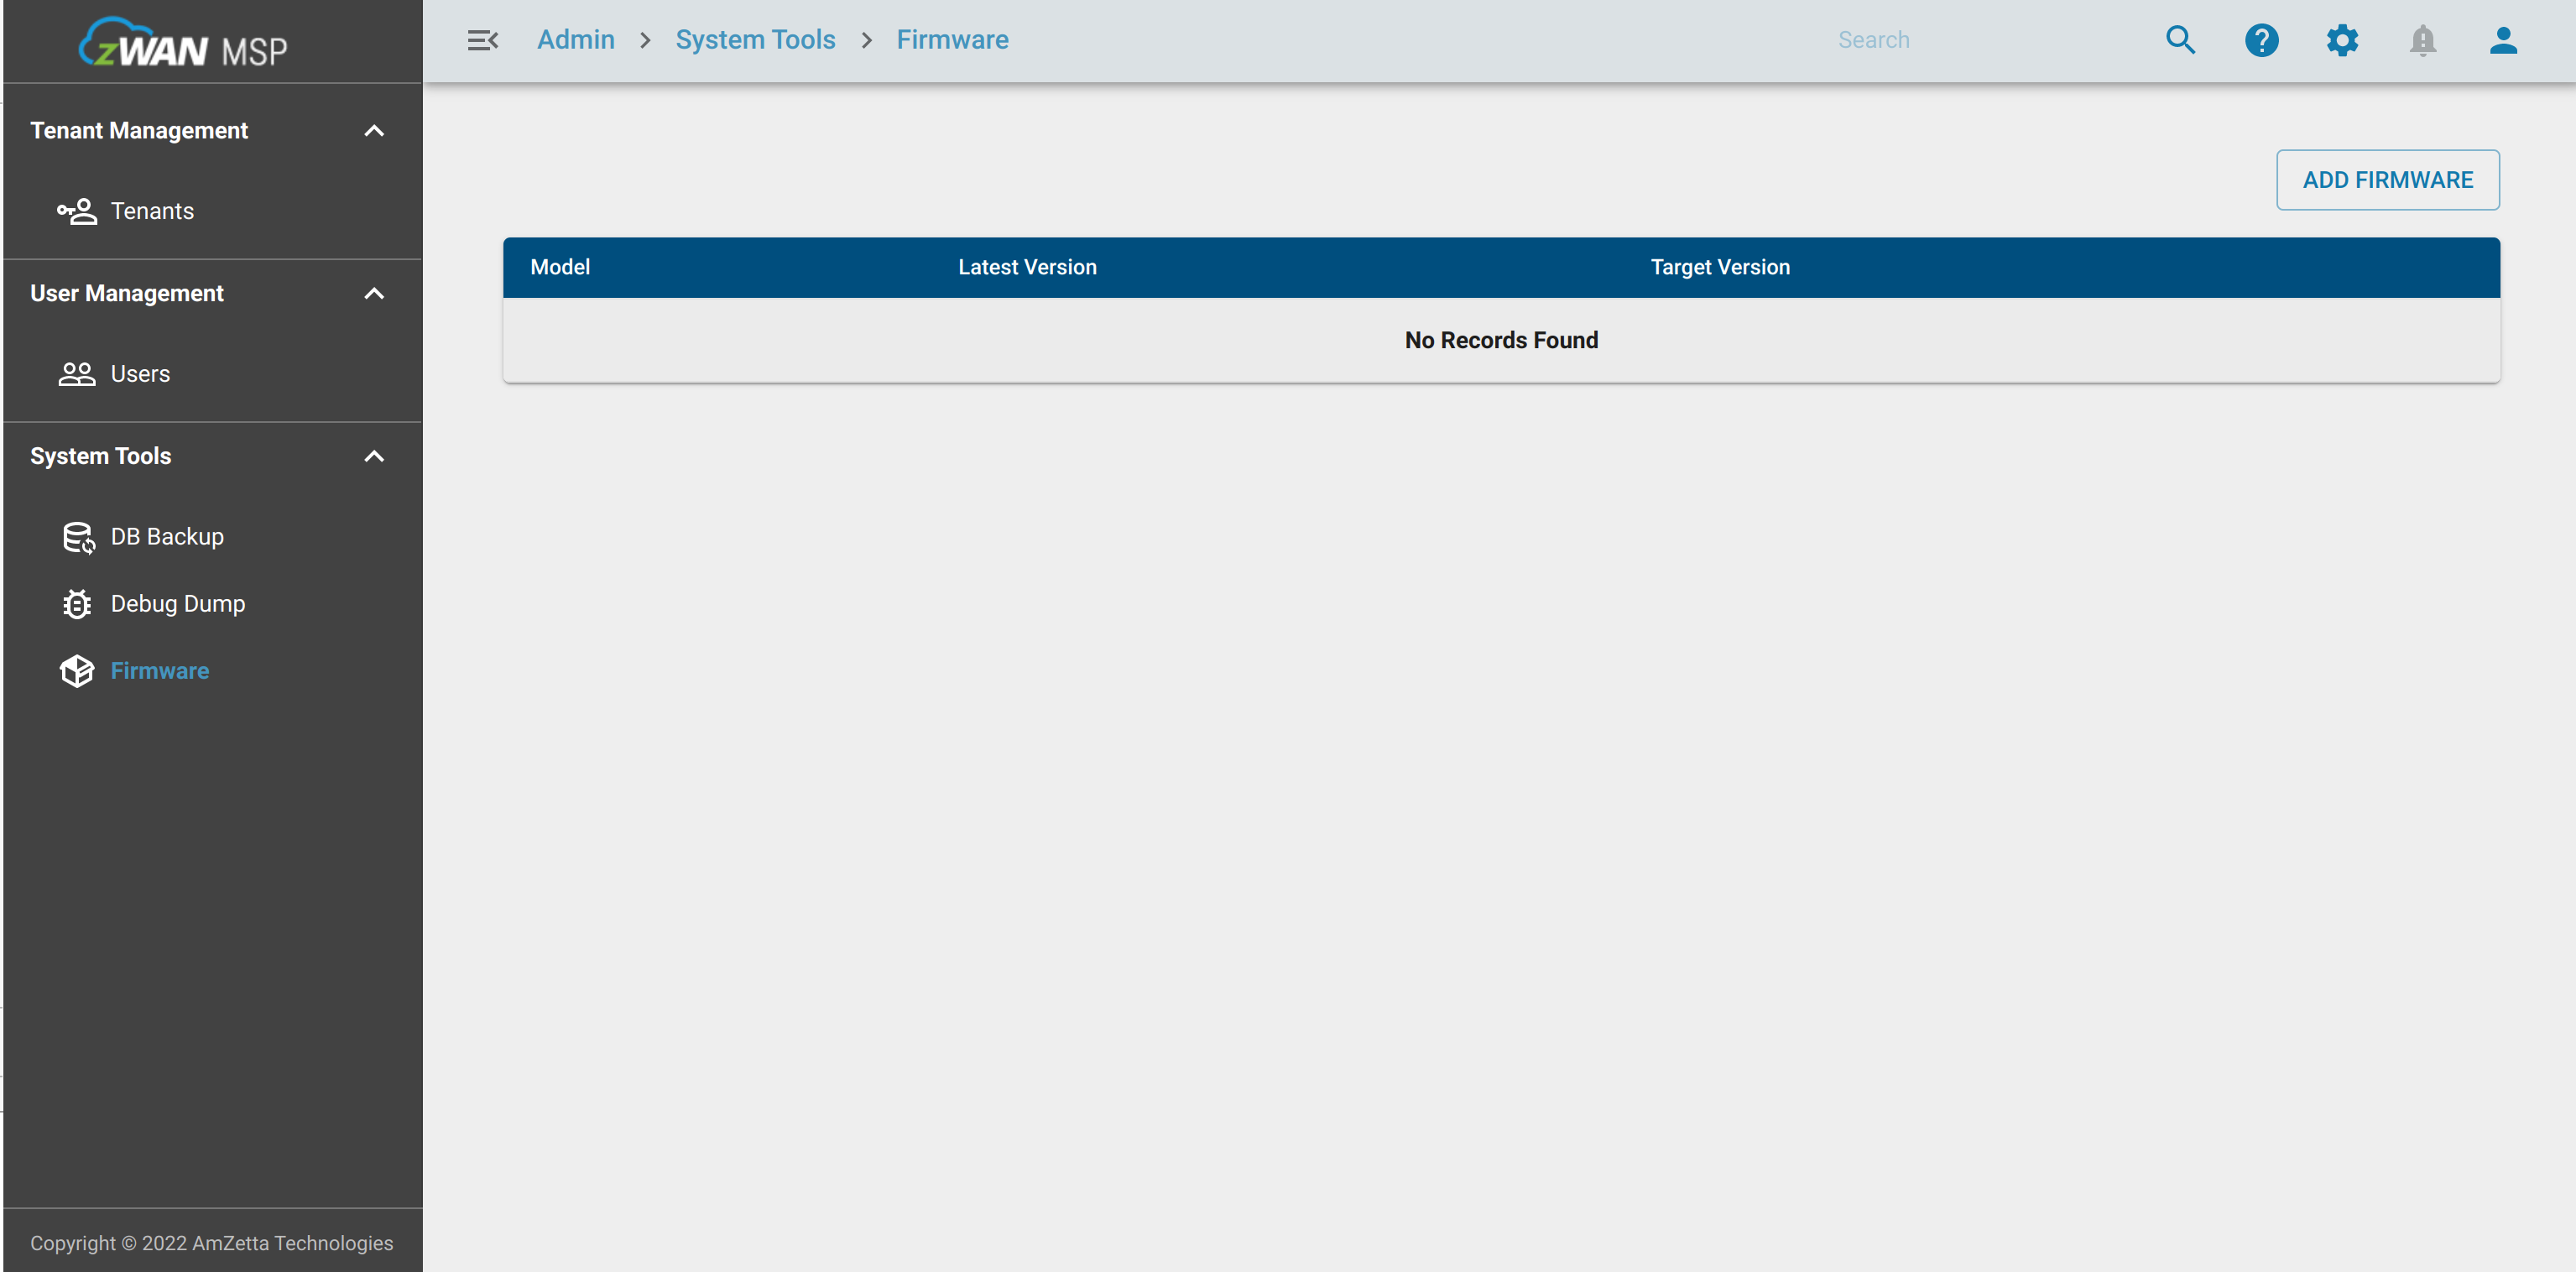 zWAN MSP
Admin > System Tools > Firmware
Search
Tenant Management
Tenants
User Management
Users
System Tools
DB Backup
Debug Dump
Firmware
Copyright © 2022 AmZetta Technologies
ADD FIRMWARE
Model Latest Version Target Version
No Records Found